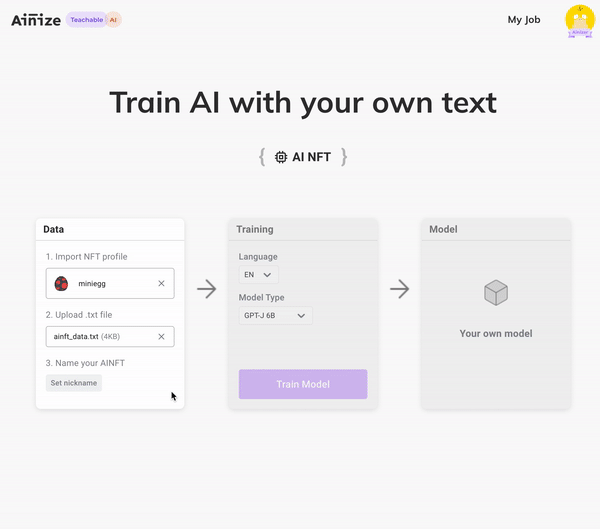 Ainize Teachable AI
My Job
Train AI with your own text
{ AI NFT }
Data
1. Import NFT profile
miniegg
2. Upload .txt file
ainft_data.txt (4KB)
3. Name your AINFT
Set nickname
Training
Language
EN
Model Type
GPT-J 6B
Train Model
Model
Your own model